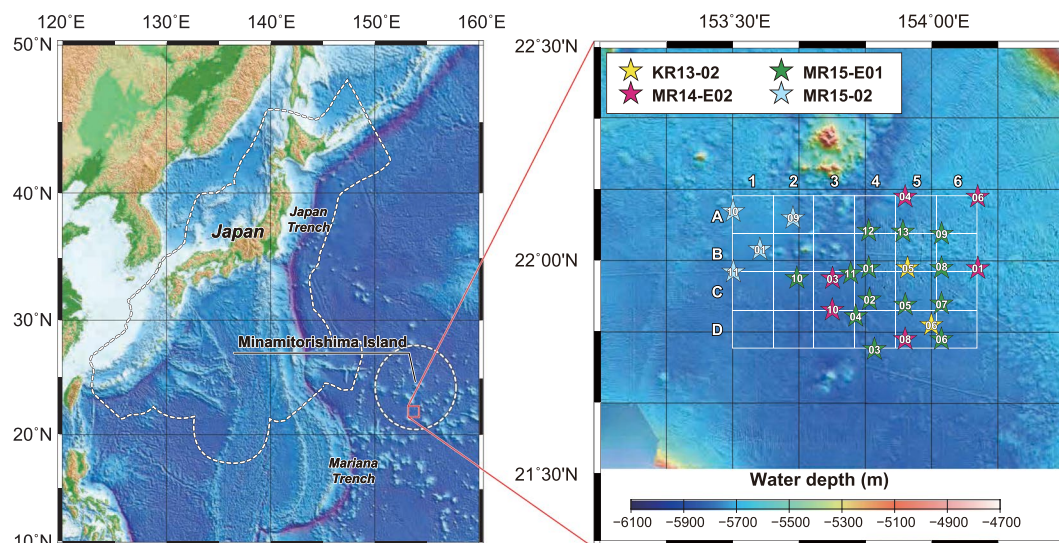 120°E 130°E 140°E 150°E 160°E
50°N
40°N
30°N
20°N
10°N
Japan
Japan
Trench
Minamitorishima Island
Mariana
Trench
153°30'E 154°00'E
22°30'N
22°00'N
21°30'N
KR13-02 MR15-E01
MR14-E02 MR15-02
1 2 3 4 5 6
A
B
C
D
04 06
10 09
12 13 09
01
11 10 03 11 01 05 08 01
02 05 07
10 04 06
08 06
03
Water depth (m)
−6100 −5900 −5700 −5500 −5300 −5100 −4900 −4700